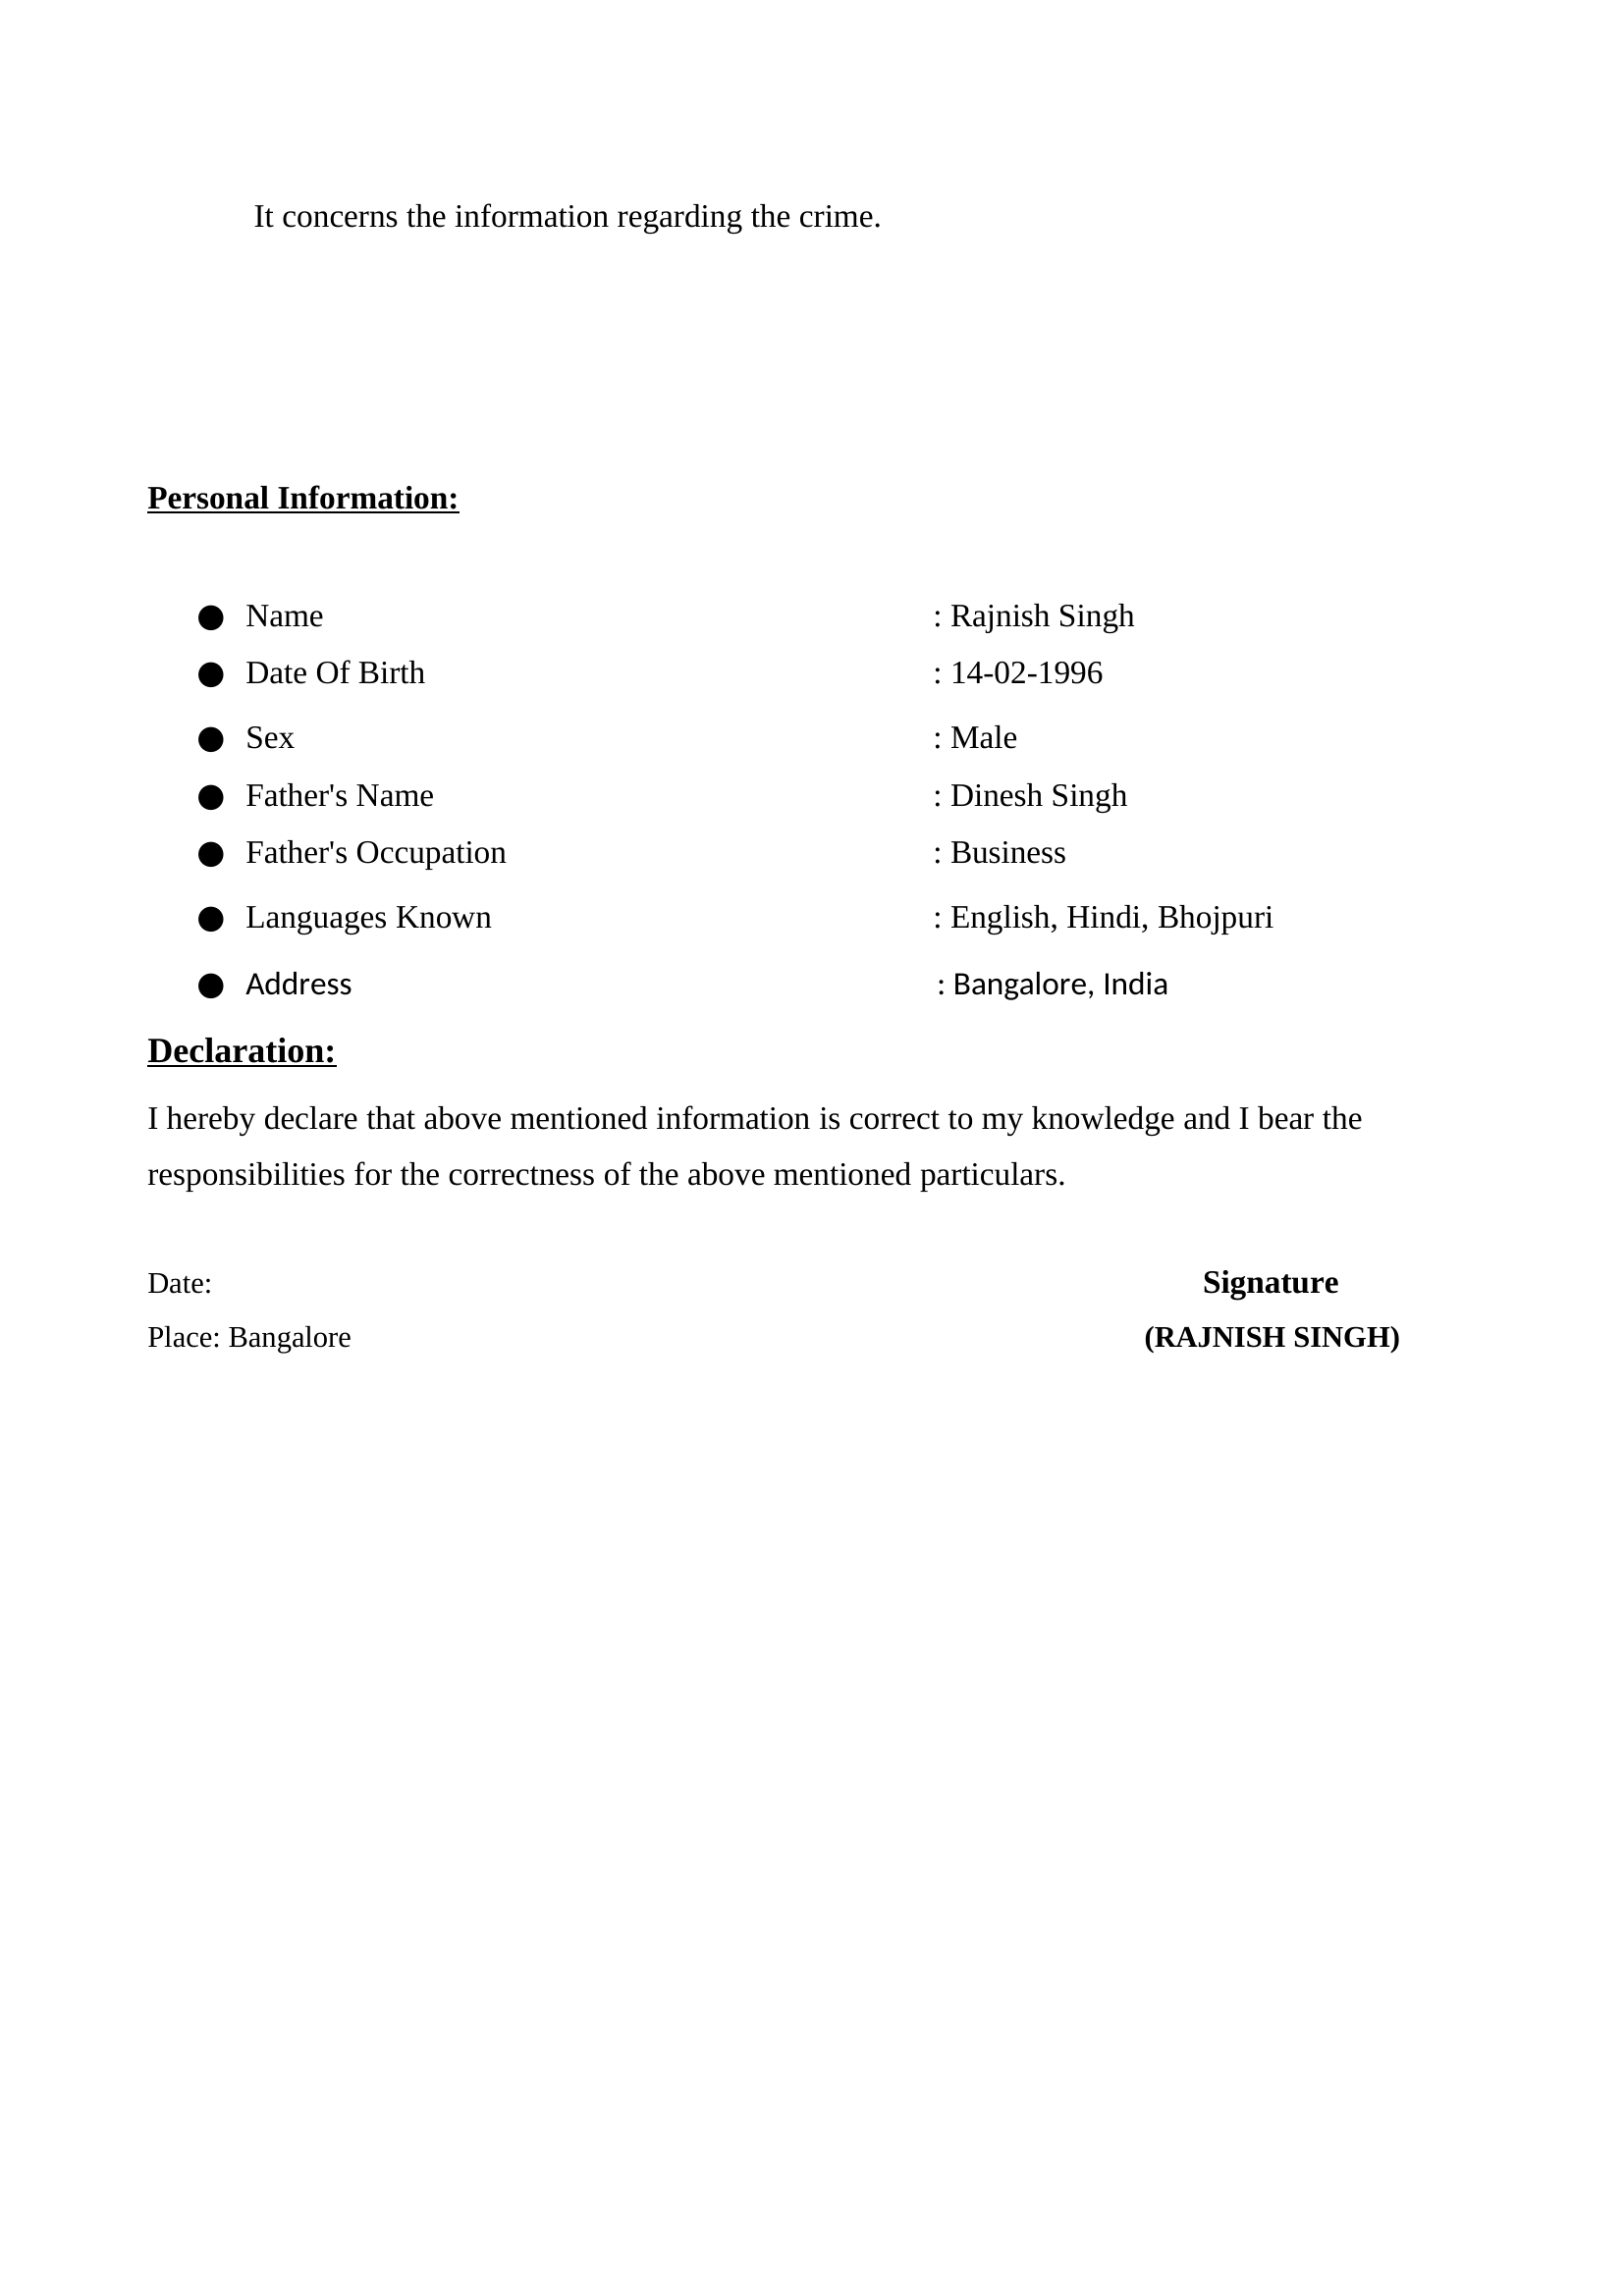 It concerns the information regarding the crime.
Personal Information:
● Name : Rajnish Singh
● Date Of Birth : 14-02-1996
● Sex : Male
● Father's Name : Dinesh Singh
● Father's Occupation : Business
● Languages Known : English, Hindi, Bhojpuri
● Address : Bangalore, India
Declaration:
I hereby declare that above mentioned information is correct to my knowledge and I bear the
responsibilities for the correctness of the above mentioned particulars.
Date: Signature
Place: Bangalore (RAJNISH SINGH)